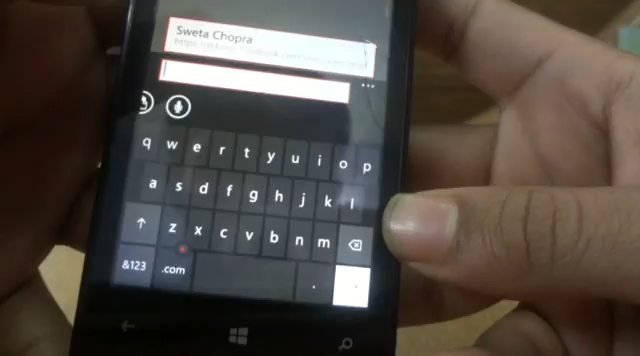 Sweta Chopra
q w e r t y u i o p
a s d f g h j k l
z x c v b n m
&123 .com .